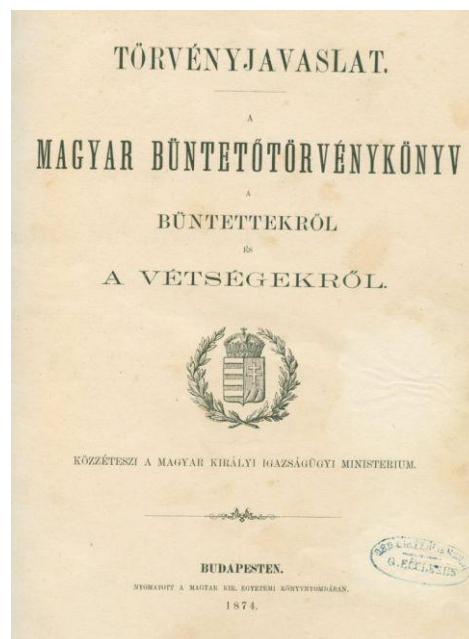 TÖRVÉNYJAVASLAT.
A
MAGYAR BÜNTETŐTÖRVÉNYKÖNYV
A
BÜNTETTEKRŐL
ÉS
A VÉTSÉGEKRŐL.
KÖZZÉTESZI A MAGYAR KIRÁLYI IGAZSÁGÜGYI MINISTERIUM.
BUDAPESTEN.
NYOMATOTT A MAGYAR KIR. EGYETEMI KÖNYVNYOMDÁBAN.
1874.